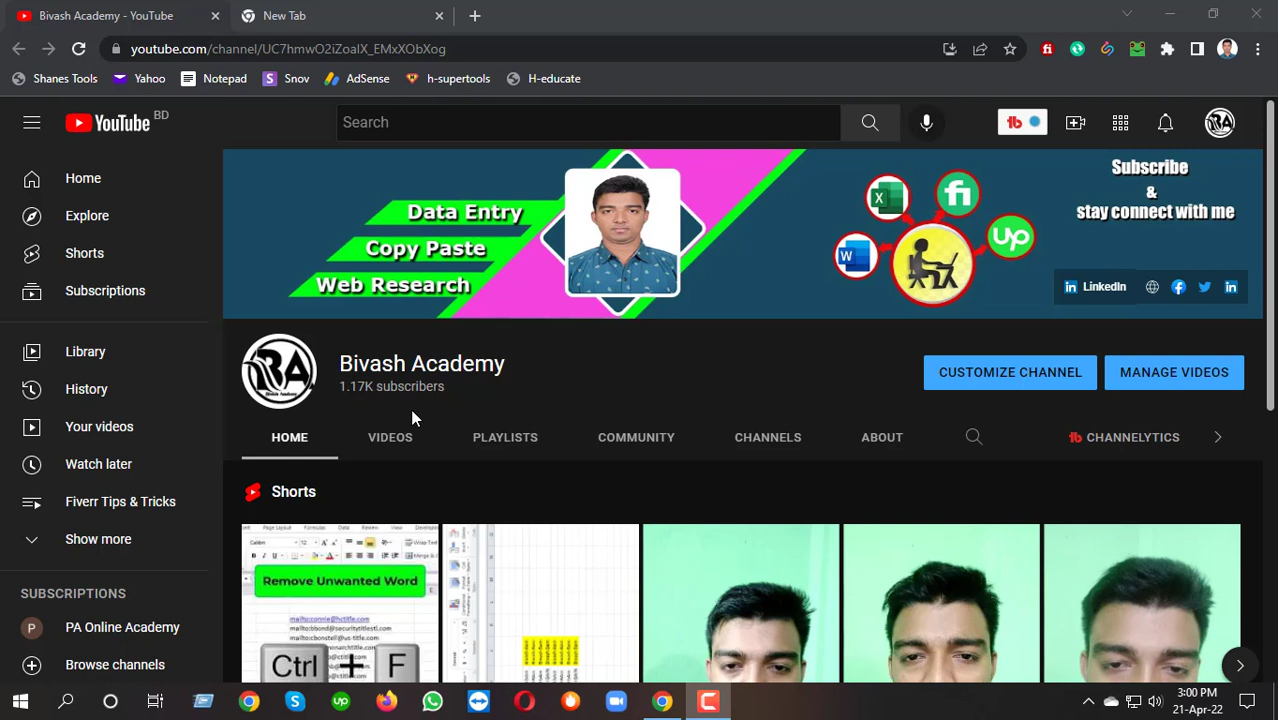 Bivash Academy - YouTube
New Tab
youtube.com/channel/UC7hmwO2iZoaIX_EMxXObXog
Shanes Tools
Yahoo
Notepad
Snov
AdSense
h-supertools
H-educate
YouTube BD
Search
Home
Explore
Shorts
Subscriptions
Library
History
Your videos
Watch later
Fiverr Tips & Tricks
Show more
SUBSCRIPTIONS
PA Online Academy
Browse channels
Data Entry
Copy Paste
Web Research
Subscribe
&
stay connect with me
LinkedIn
Bivash Academy
1.17K subscribers
CUSTOMIZE CHANNEL
MANAGE VIDEOS
HOME
VIDEOS
PLAYLISTS
COMMUNITY
CHANNELS
ABOUT
CHANNELYTICS
Shorts
Remove Unwanted Word
Ctrl + F
3:00 PM
21-Apr-22